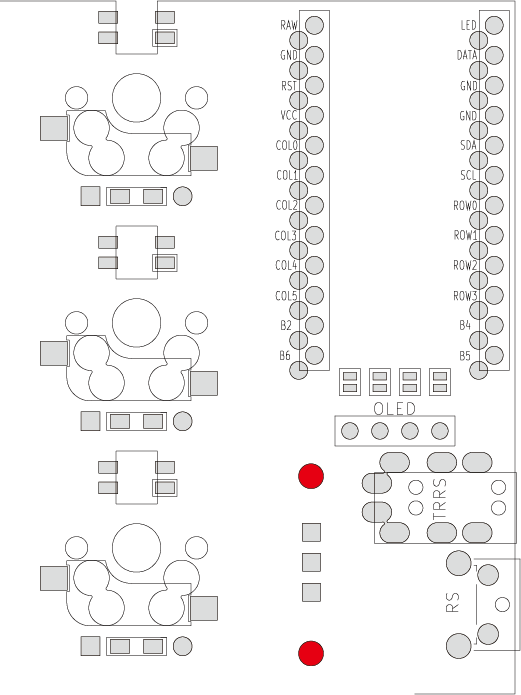 RAW LED
GND DATA
RST GND
VCC GND
COL0 SDA
COL1 SCL
COL2 ROW0
COL3 ROW1
COL4 ROW2
COL5 ROW3
B2 B4
B6 B5
OLED
TRRS
RS